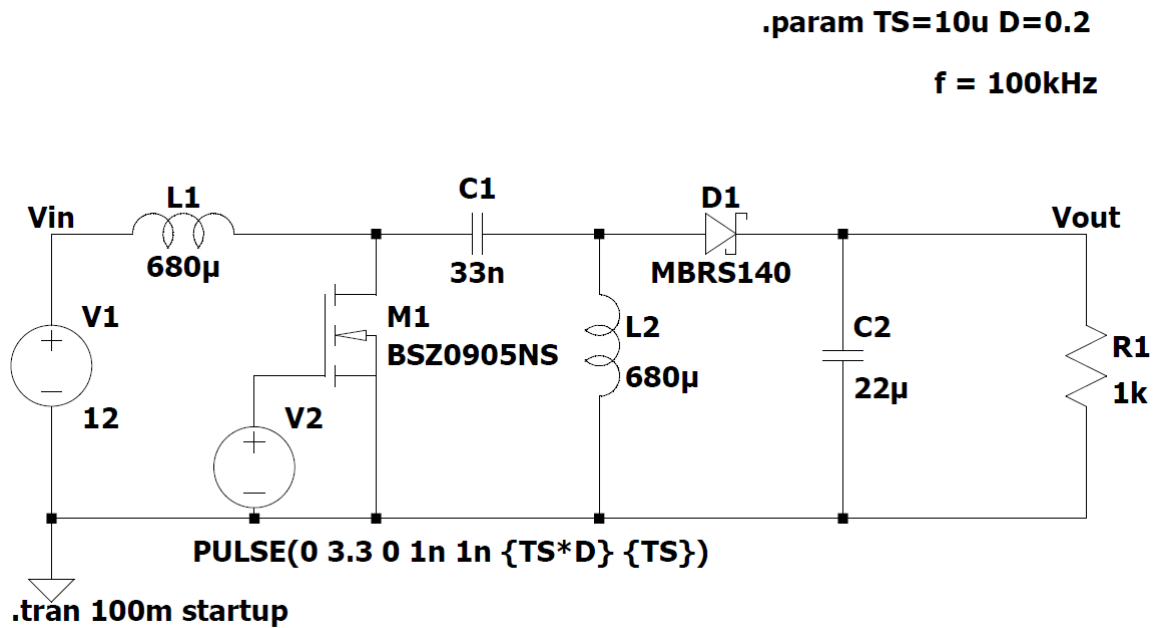 .param TS=10u D=0.2
f = 100kHz
C1
D1
L1
Vin
Vout
680µ
33n
MBRS140
V1
M1
L2
C2
BSZ0905NS
R1
680µ
22µ
1k
12
V2
PULSE(0 3.3 0 1n 1n {TS*D} {TS})
.tran 100m startup